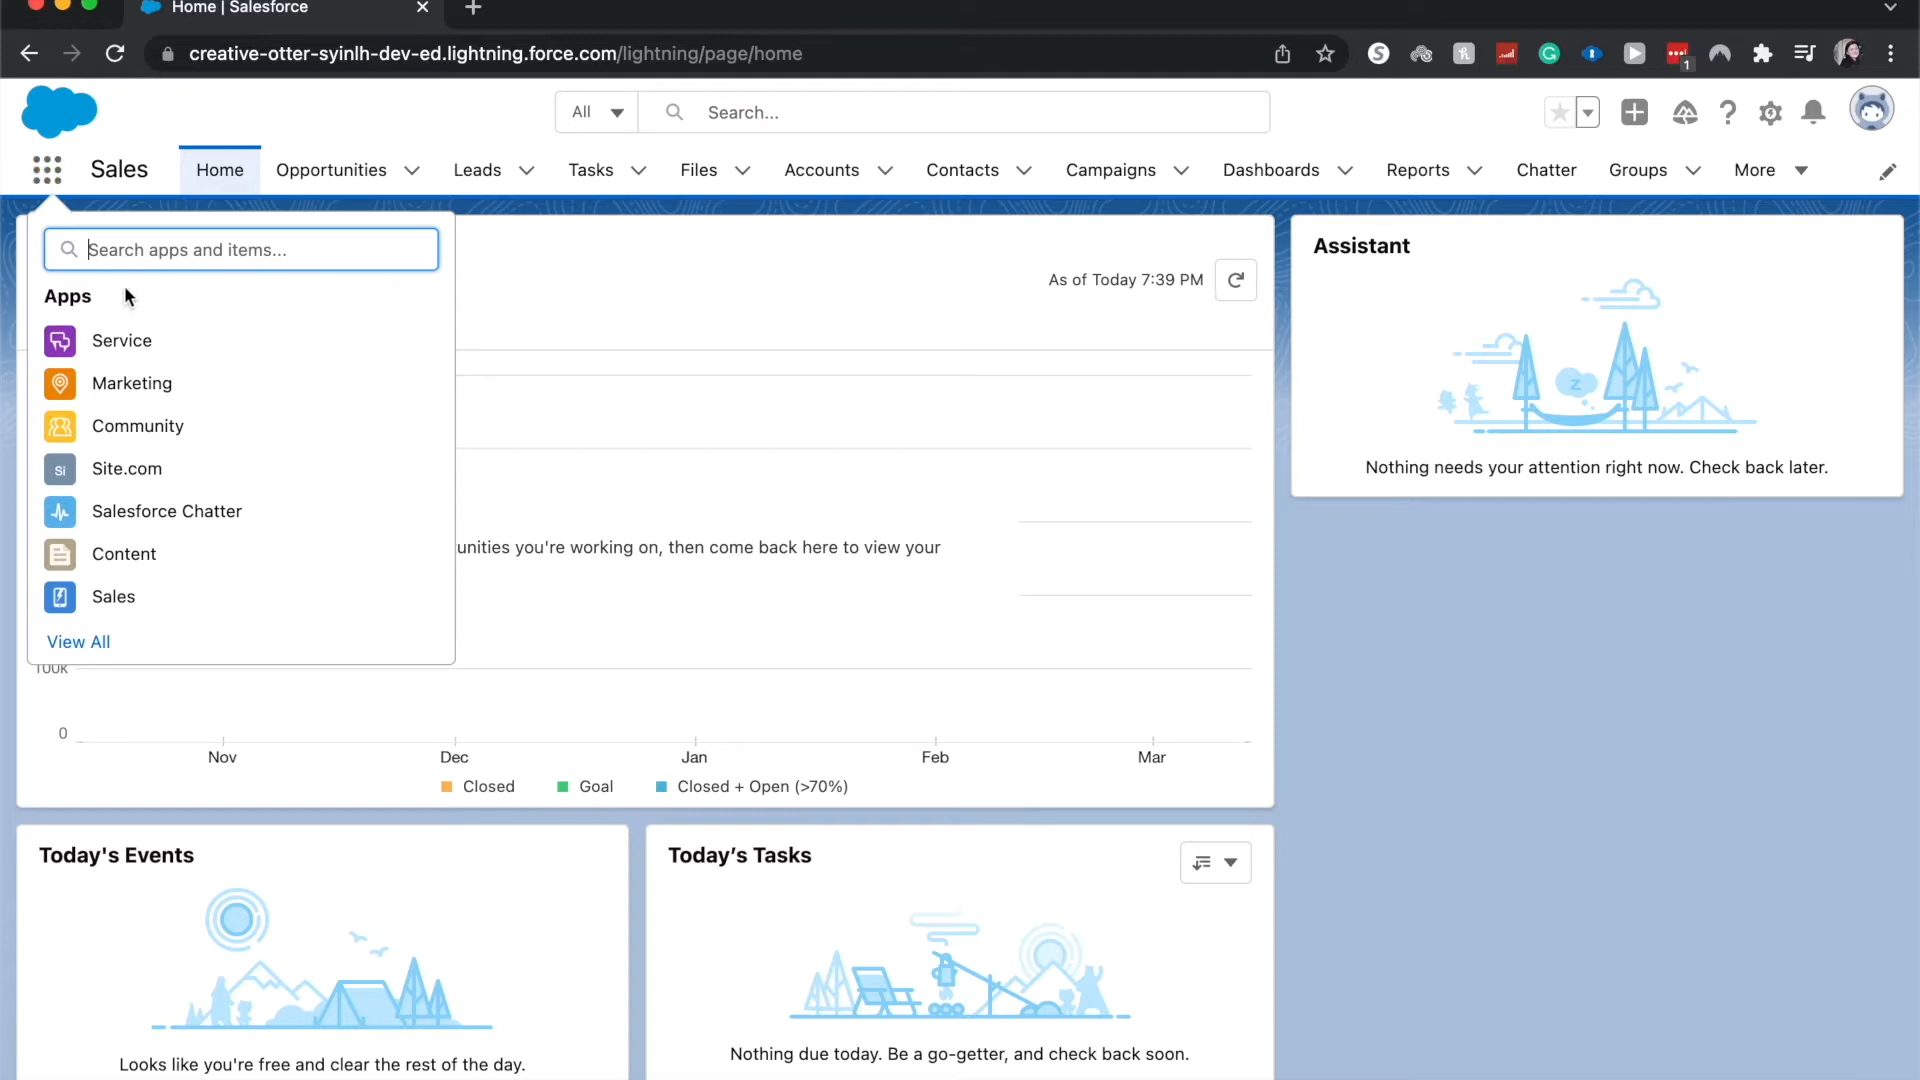 Home | Salesforce
creative-otter-syinlh-dev-ed.lightning.force.com/lightning/page/home
1
All
Search...
Sales
Home
Opportunities
Leads
Tasks
Files
Accounts
Contacts
Campaigns
Dashboards
Reports
Chatter
Groups
More
Search apps and items...
Apps
Service
Marketing
Community
Si
Site.com
Salesforce Chatter
Content
Sales
View All
As of Today 7:39 PM
unities you're working on, then come back here to view your
100k
0
Nov
Dec
Jan
Feb
Mar
Closed
Goal
Closed + Open (>70%)
Assistant
z
Nothing needs your attention right now. Check back later.
Today's Events
Looks like you're free and clear the rest of the day.
Today’s Tasks
Nothing due today. Be a go-getter, and check back soon.